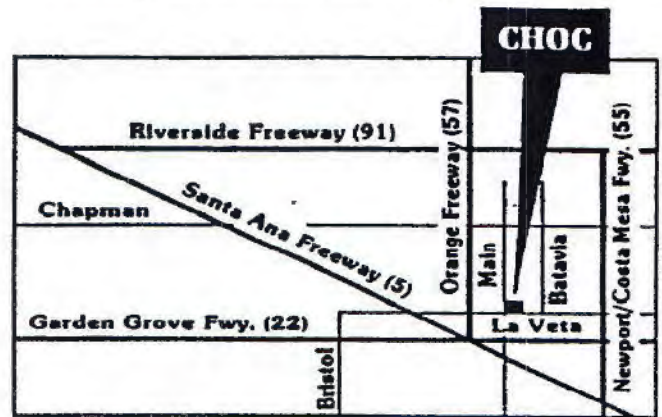 CHOC
Riverside Freeway (91)
Orange Freeway (57)
Newport/Costa Mesa Fwy. (55)
Santa Ana Freeway (5)
Chapman
Main
Batavia
Garden Grove Fwy. (22)
La Veta
Bristol